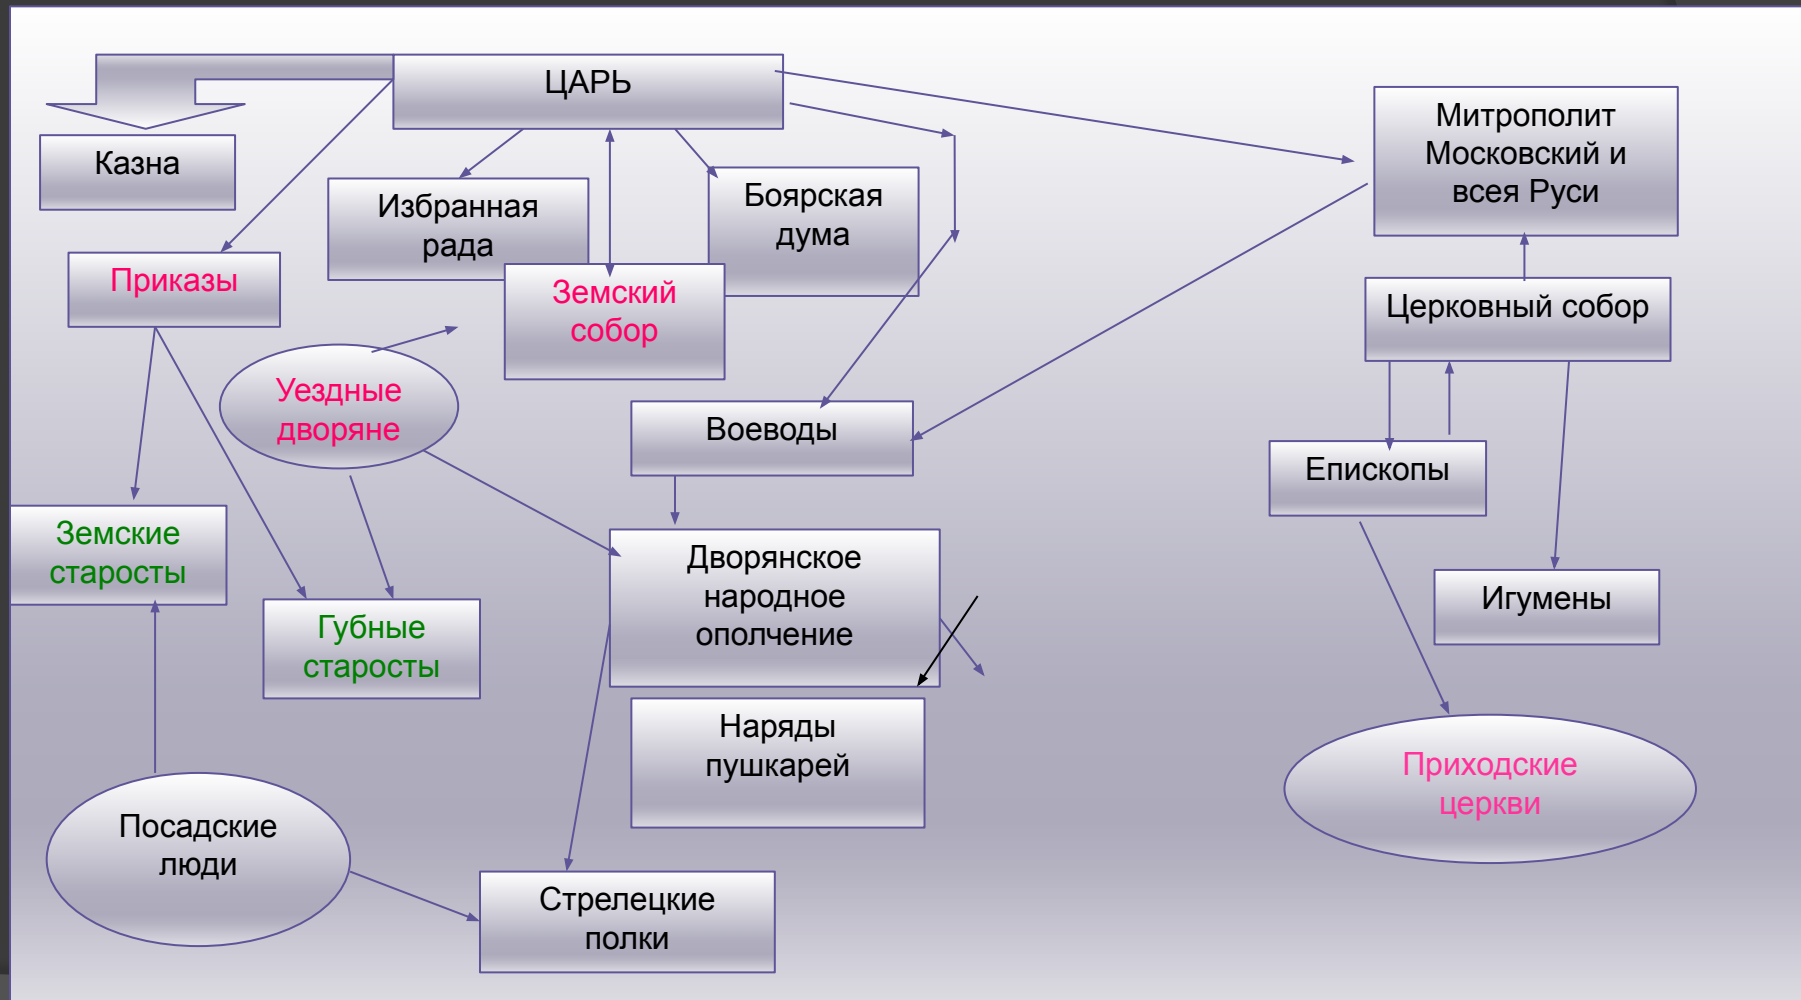 ЦАРЬ
Казна
Избранная
рада
Боярская
дума
Митрополит
Московский и
всея Руси
Приказы
Земский
собор
Церковный собор
Уездные
дворяне
Воеводы
Епископы
Земские
старосты
Губные
старосты
Дворянское
народное
ополчение
Игумены
Наряды
пушкарей
Приходские
церкви
Посадские
люди
Стрелецкие
полки